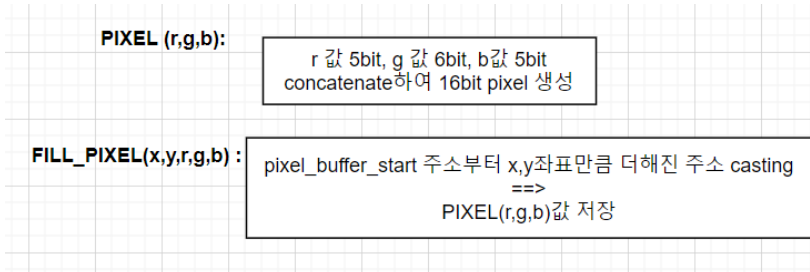 PIXEL (r,g,b):
r 값 5bit, g 값 6bit, b값 5bit
concatenate하여 16bit pixel 생성
FILL_PIXEL(x,y,r,g,b) :
pixel_buffer_start 주소부터 x,y좌표만큼 더해진 주소 casting
==>
PIXEL(r,g,b)값 저장